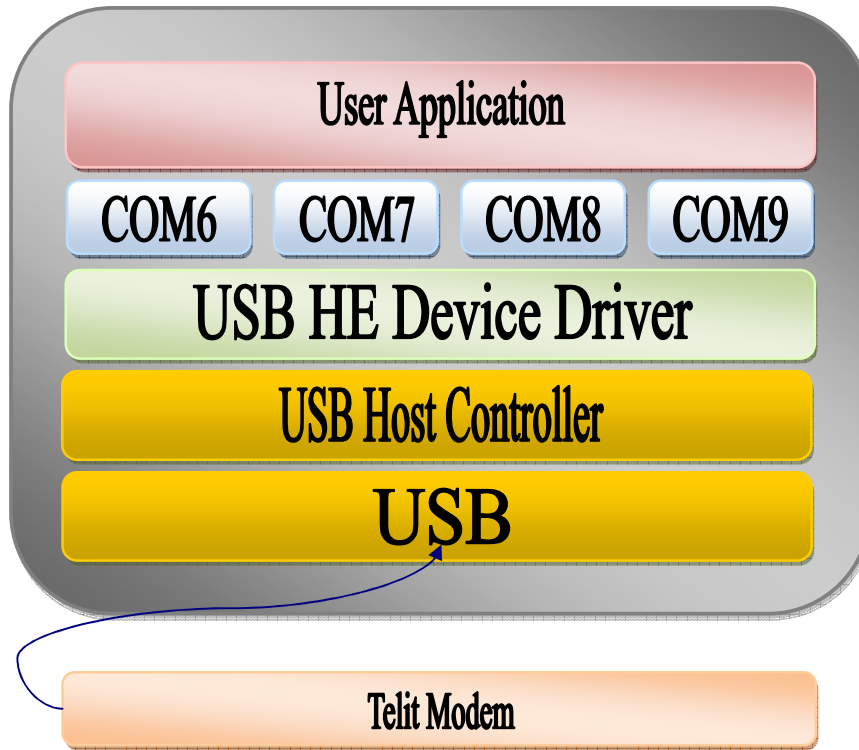 User Application
COM6 COM7 COM8 COM9
USB HE Device Driver
USB Host Controller
USB
Telit Modem